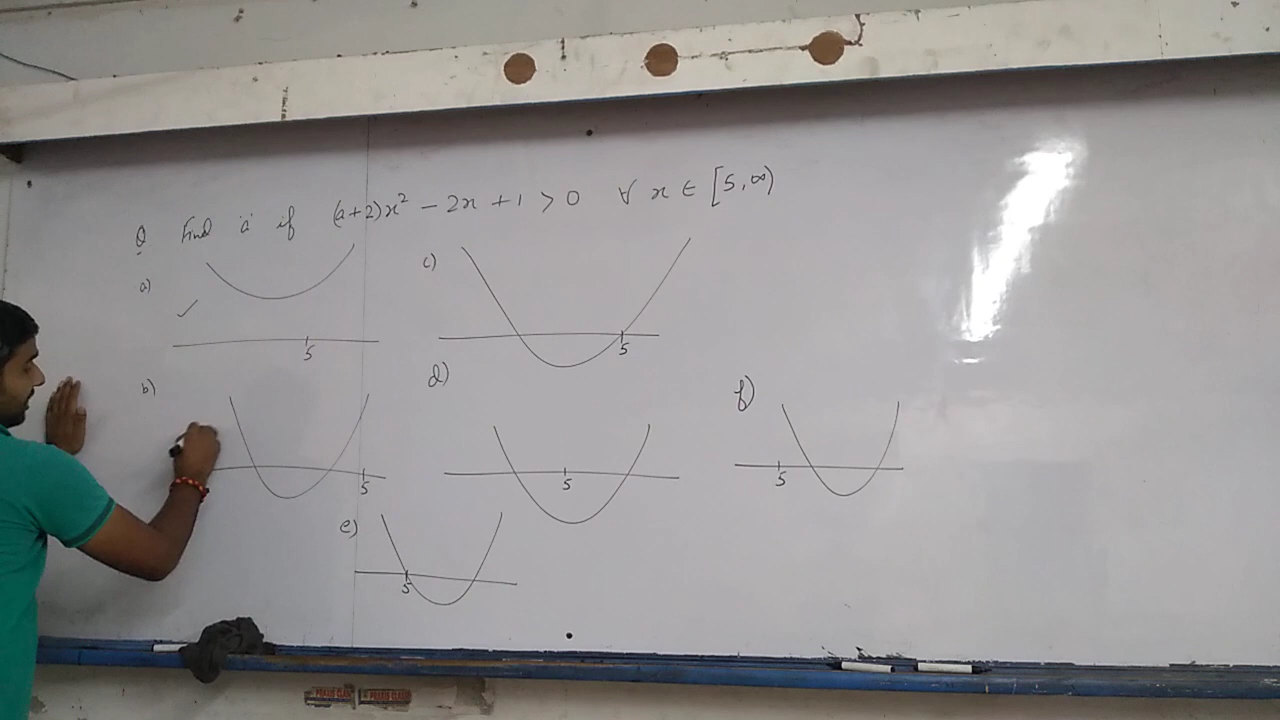 Q Find 'a' if (a+2)x² - 2x + 1 > 0 ∀ x ∈ [5, ∞)
a)
5
b)
5
c)
5
d)
5
e)
5
f)
5